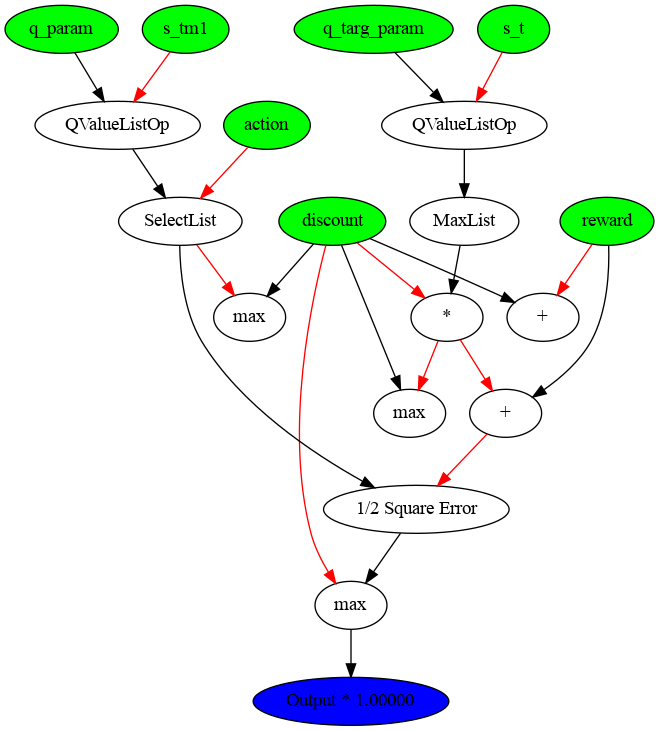 q_param
s_tm1
q_targ_param
s_t
QValueListOp
action
QValueListOp
SelectList
discount
MaxList
reward
max
*
+
max
+
1/2 Square Error
max
Output * 1.00000